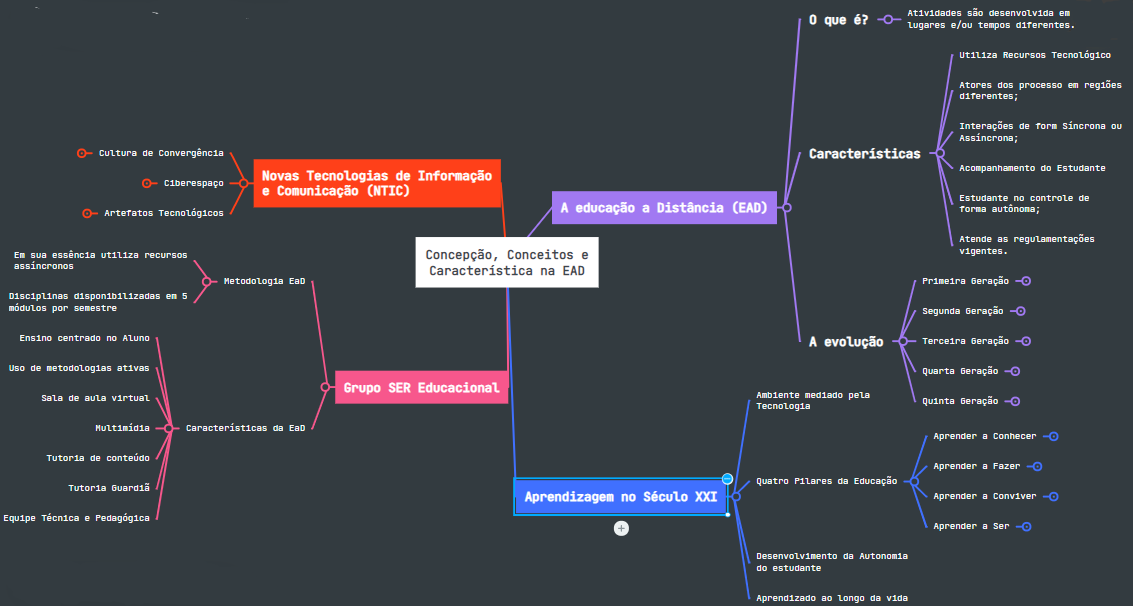 Concepção, Conceitos e
Característica na EAD
A educação a Distância (EAD)
O que é?
Atividades são desenvolvida em
lugares e/ou tempos diferentes.
Características
Utiliza Recursos Tecnológico
Atores dos processo em regiões
diferentes;
Interações de form Síncrona ou
Assíncrona;
Acompanhamento do Estudante
Estudante no controle de
forma autônoma;
Atende as regulamentações
vigentes.
A evolução
Primeira Geração
Segunda Geração
Terceira Geração
Quarta Geração
Quinta Geração
Aprendizagem no Século XXI
Ambiente mediado pela
Tecnologia
Quatro Pilares da Educação
Aprender a Conhecer
Aprender a Fazer
Aprender a Conviver
Aprender a Ser
Desenvolvimento da Autonomia
do estudante
Aprendizado ao longo da vida
Novas Tecnologias de Informação
e Comunicação (NTIC)
Cultura de Convergência
Ciberespaço
Artefatos Tecnológicos
Grupo SER Educacional
Metodologia EaD
Em sua essência utiliza recursos
assíncronos
Disciplinas disponibilizadas em 5
módulos por semestre
Características da EaD
Ensino centrado no Aluno
Uso de metodologias ativas
Sala de aula virtual
Multimídia
Tutoria de conteúdo
Tutoria Guardiã
Equipe Técnica e Pedagógica